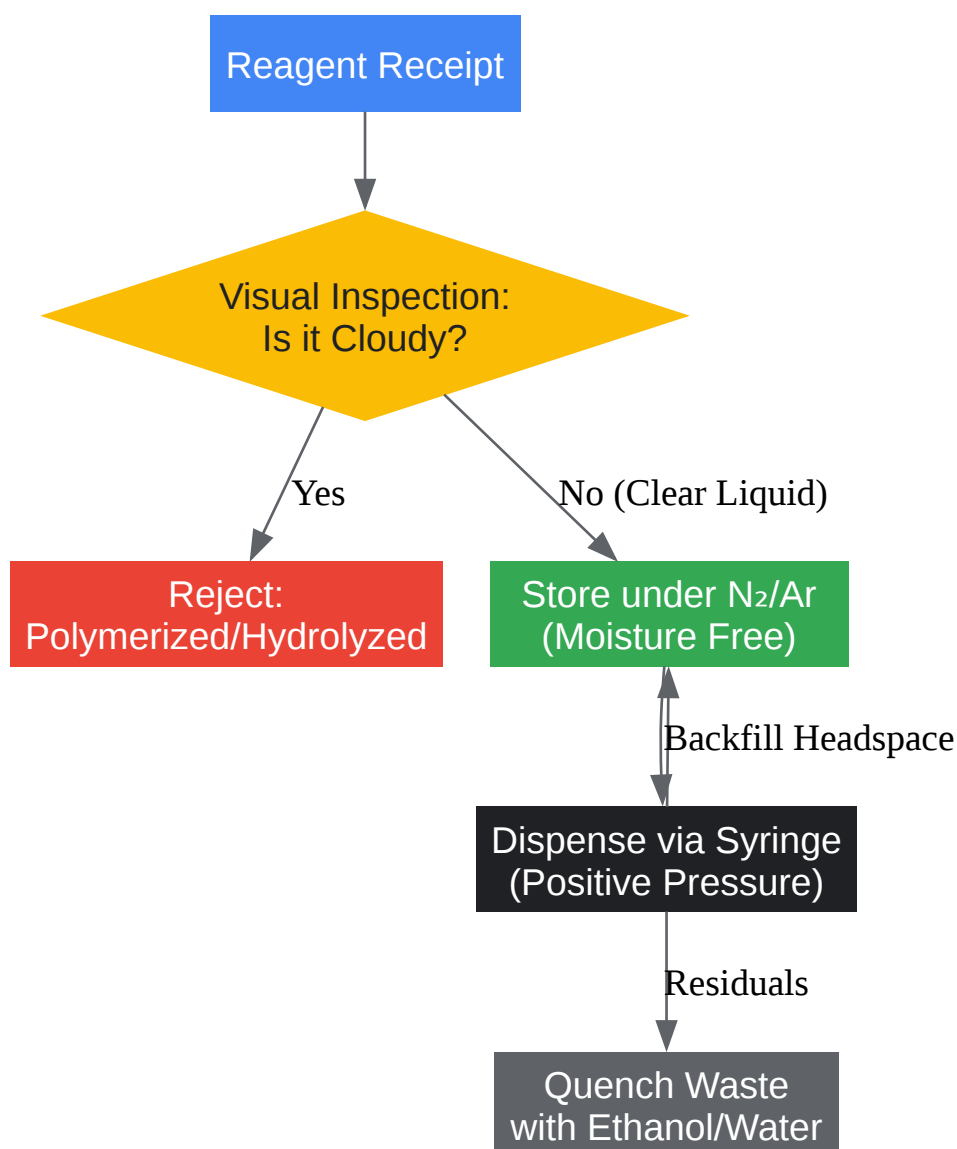 Reagent Receipt
Visual Inspection:
Is it Cloudy?
Yes
No (Clear Liquid)
Reject:
Polymerized/Hydrolyzed
Store under N₂/Ar
(Moisture Free)
Backfill Headspace
Dispense via Syringe
(Positive Pressure)
Residuals
Quench Waste
with Ethanol/Water